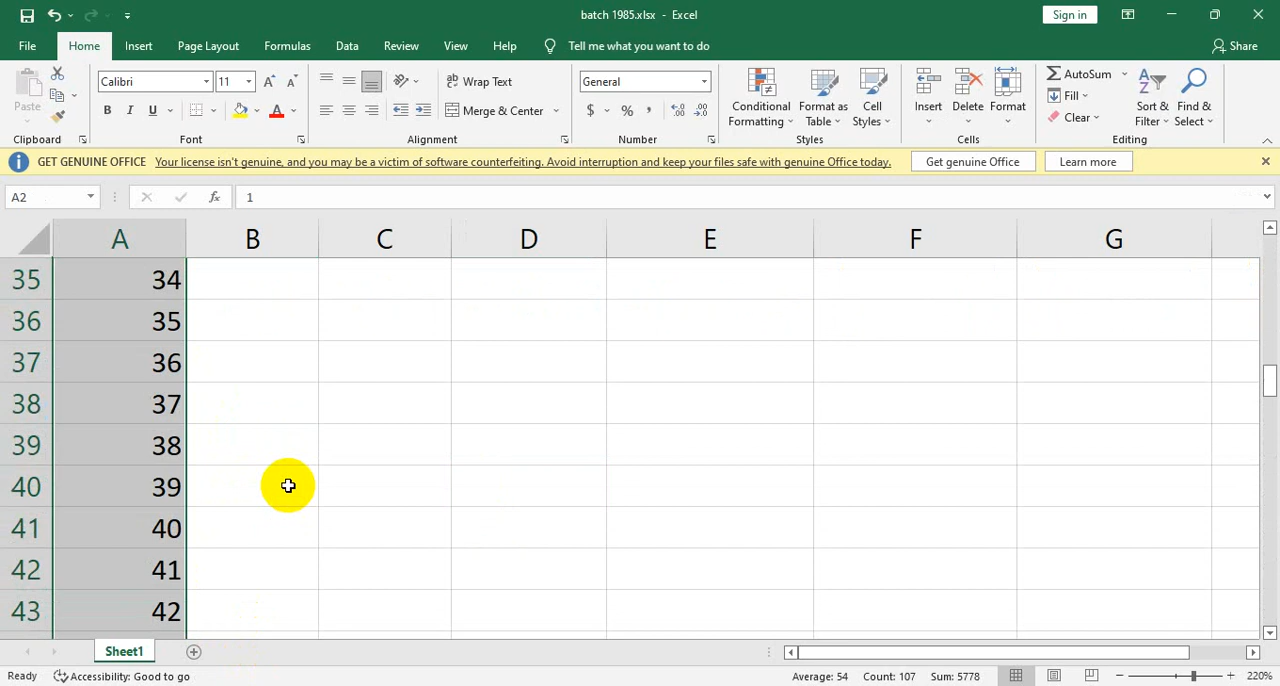 batch 1985.xlsx - Excel
Sign in
File Home Insert Page Layout Formulas Data Review View Help Tell me what you want to do Share
Paste
Calibri 11 A A
B I U A
ab Wrap Text
Merge & Center
General
$ % ,
Conditional Formatting
Format as Table
Cell Styles
Insert
Delete
Format
Σ AutoSum
Fill
Clear
Sort & Filter
Find & Select
Clipboard Font Alignment Number Styles Cells Editing
GET GENUINE OFFICE Your license isn't genuine, and you may be a victim of software counterfeiting. Avoid interruption and keep your files safe with genuine Office today. Get genuine Office Learn more
A2 fx 1
A B C D E F G
35 34
36 35
37 36
38 37
39 38
40 39
41 40
42 41
43 42
Sheet1
Ready Accessibility: Good to go Average: 54 Count: 107 Sum: 5778 220%